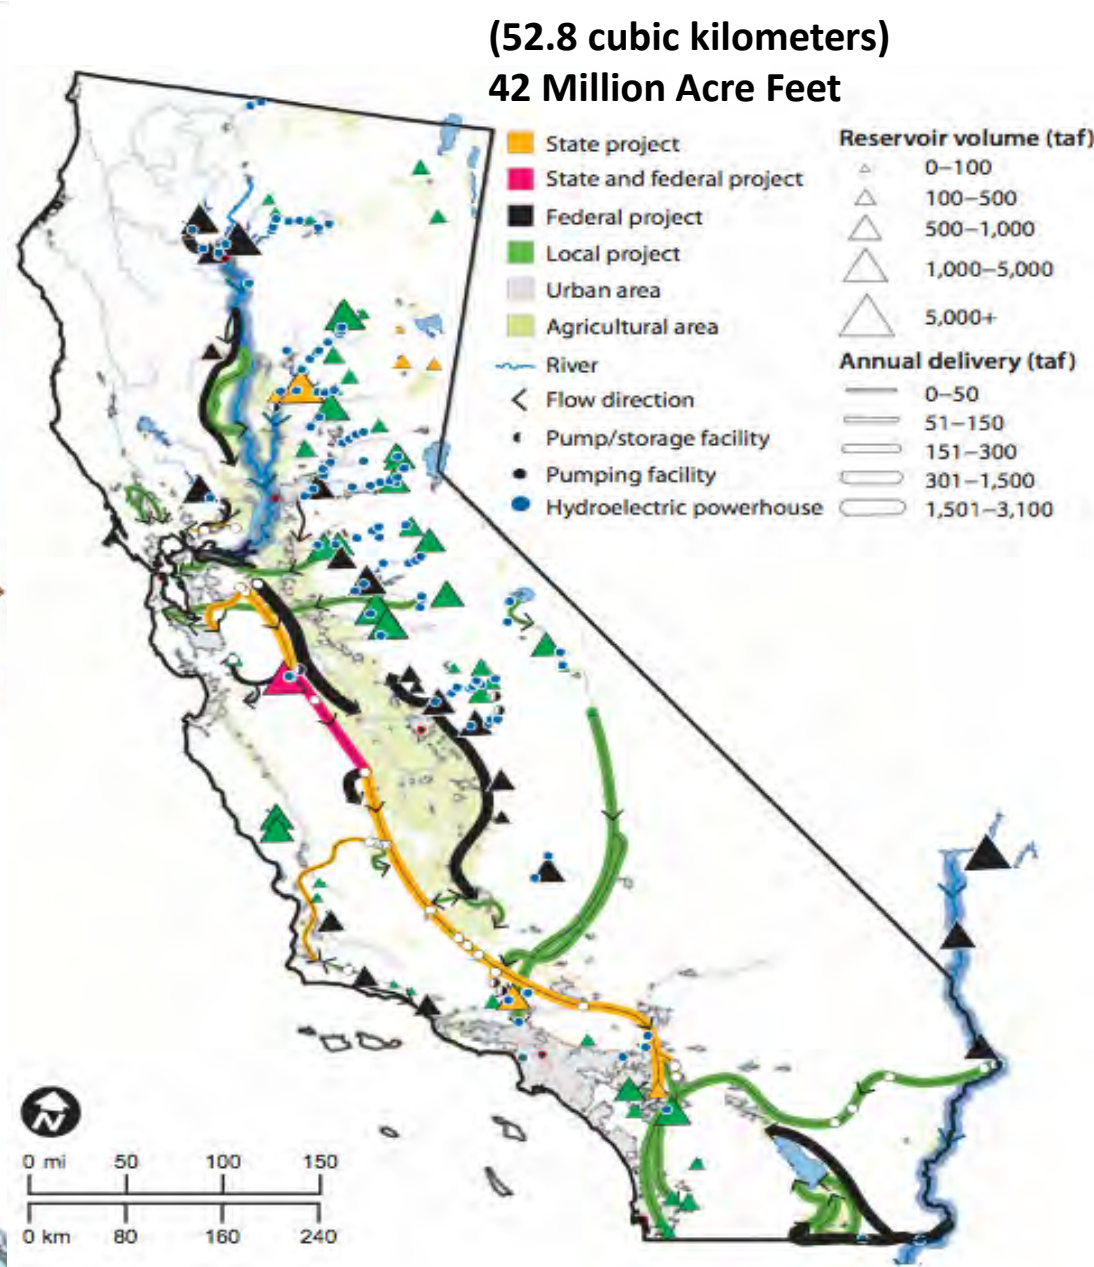 (52.8 cubic kilometers)
42 Million Acre Feet
State project
State and federal project
Federal project
Local project
Urban area
Agricultural area
River
Flow direction
Pump/storage facility
Pumping facility
Hydroelectric powerhouse
Reservoir volume (taf)
0–100
100–500
500–1,000
1,000–5,000
5,000+
Annual delivery (taf)
0–50
51–150
151–300
301–1,500
1,501–3,100
N
0 mi 50 100 150
0 km 80 160 240